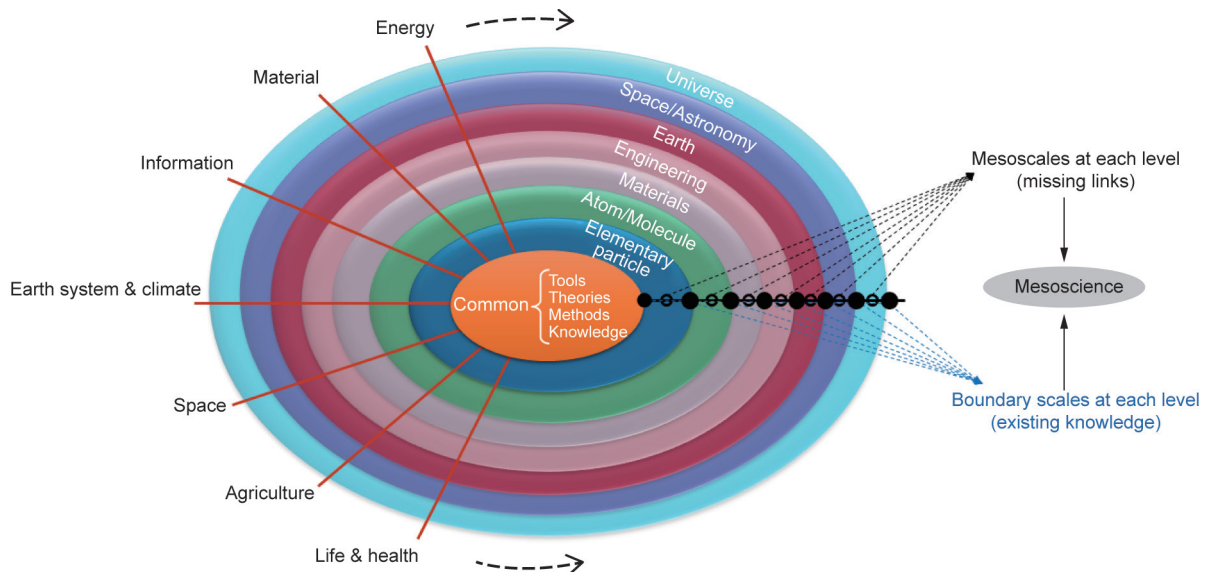 Energy
Material
Information
Earth system & climate
Space
Agriculture
Life & health
Universe
Space/Astronomy
Earth
Engineering
Materials
Atom/Molecule
Elementary
particle
Common
Tools
Theories
Methods
Knowledge
Mesoscales at each level
(missing links)
Mesoscience
Boundary scales at each level
(existing knowledge)